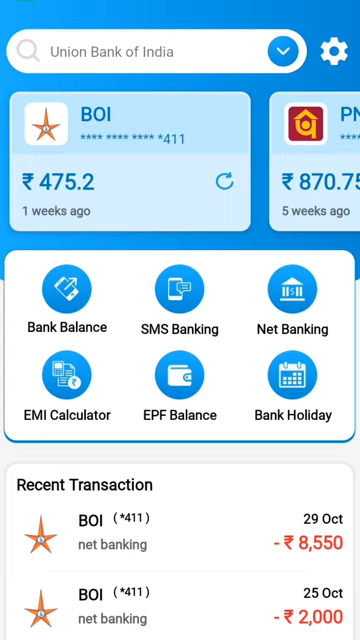 Union Bank of India
BOI
**** **** **** *411
₹ 475.2
1 weeks ago
PN
****
₹ 870.75
5 weeks ago
Bank Balance
SMS Banking
Net Banking
EMI Calculator
EPF Balance
Bank Holiday
Recent Transaction
BOI (*411)
29 Oct
net banking
- ₹ 8,550
BOI (*411)
25 Oct
net banking
- ₹ 2,000